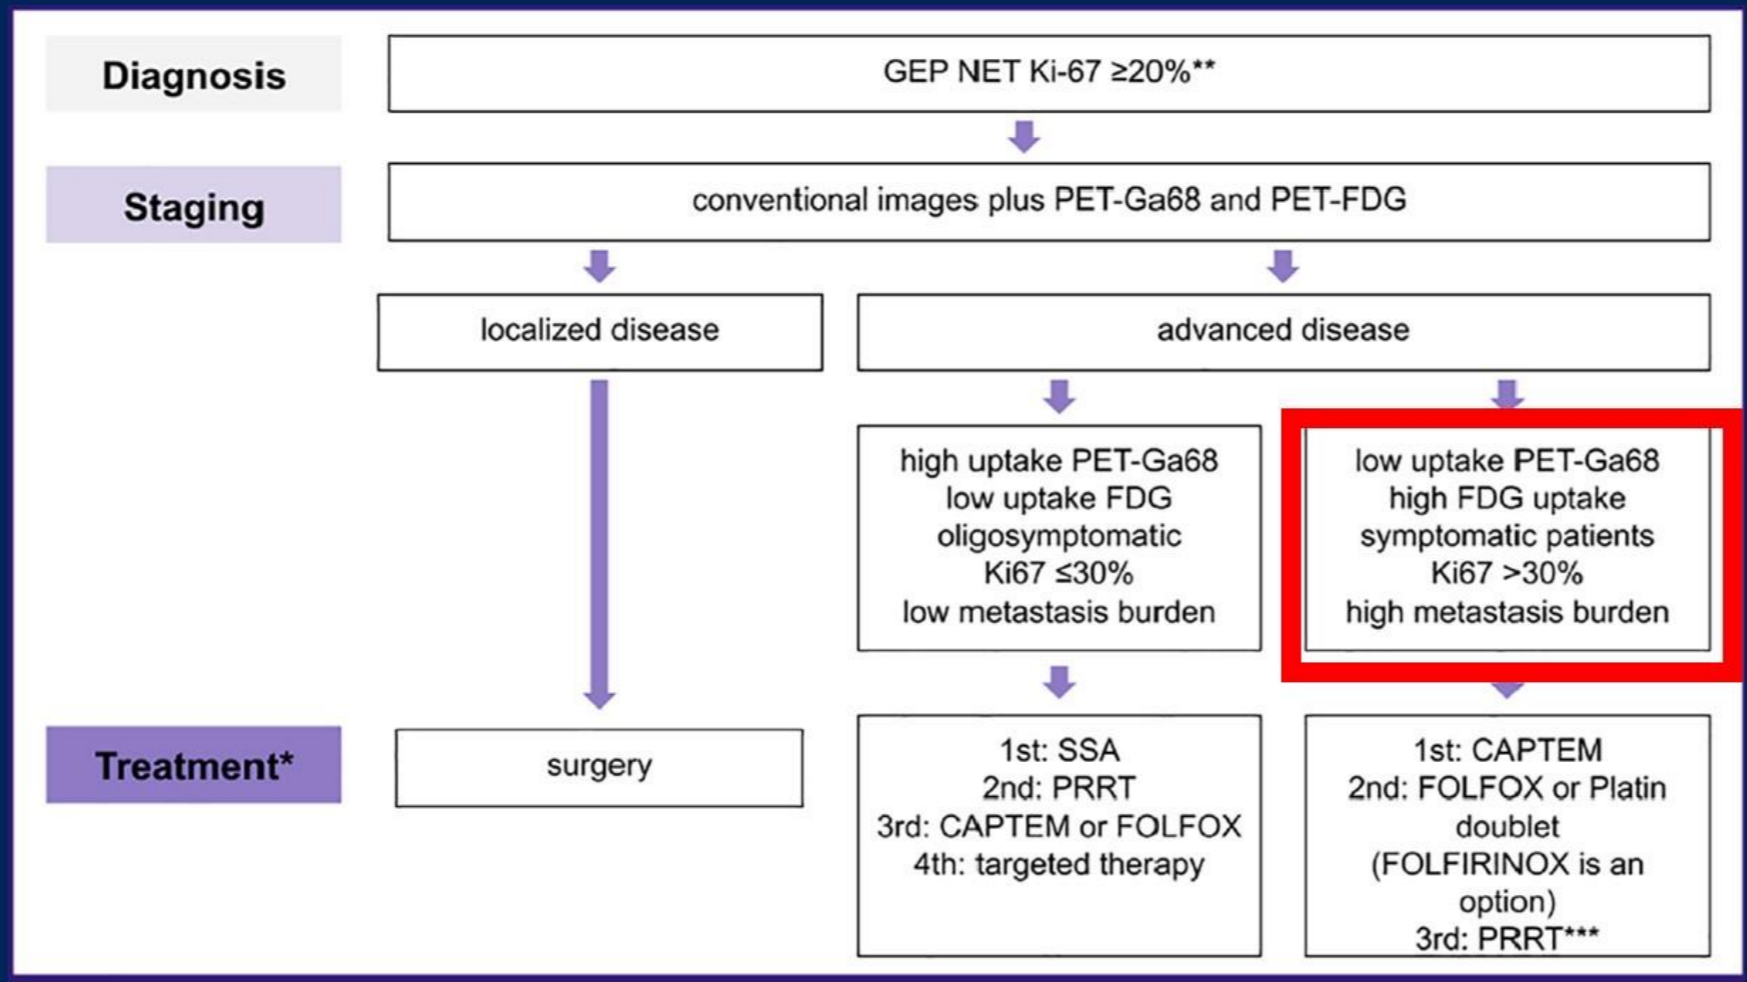 Diagnosis
GEP NET Ki-67 ≥20%**
Staging
conventional images plus PET-Ga68 and PET-FDG
localized disease
advanced disease
high uptake PET-Ga68
low uptake FDG
oligosymptomatic
Ki67 ≤30%
low metastasis burden
low uptake PET-Ga68
high FDG uptake
symptomatic patients
Ki67 >30%
high metastasis burden
Treatment*
surgery
1st: SSA
2nd: PRRT
3rd: CAPTEM or FOLFOX
4th: targeted therapy
1st: CAPTEM
2nd: FOLFOX or Platin
doublet
(FOLFIRINOX is an
option)
3rd: PRRT***